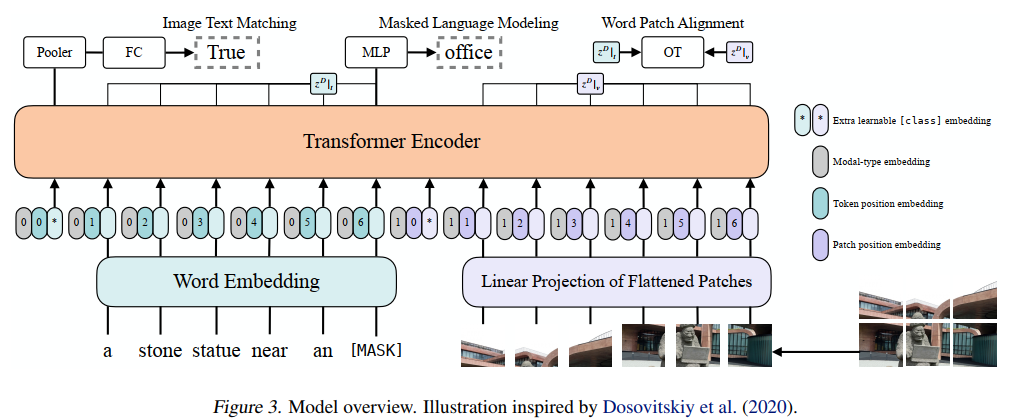 Image Text Matching Masked Language Modeling Word Patch Alignment
Pooler FC True MLP office z^D|_t OT z^D|_v
z^D|_t z^D|_v
Transformer Encoder
* * Extra learnable [class] embedding
Modal-type embedding
Token position embedding
Patch position embedding
0 0 * 0 1 0 2 0 3 0 4 0 5 0 6 1 0 * 1 1 1 2 1 3 1 4 1 5 1 6
Word Embedding Linear Projection of Flattened Patches
a stone statue near an [MASK]
Figure 3. Model overview. Illustration inspired by Dosovitskiy et al. (2020).